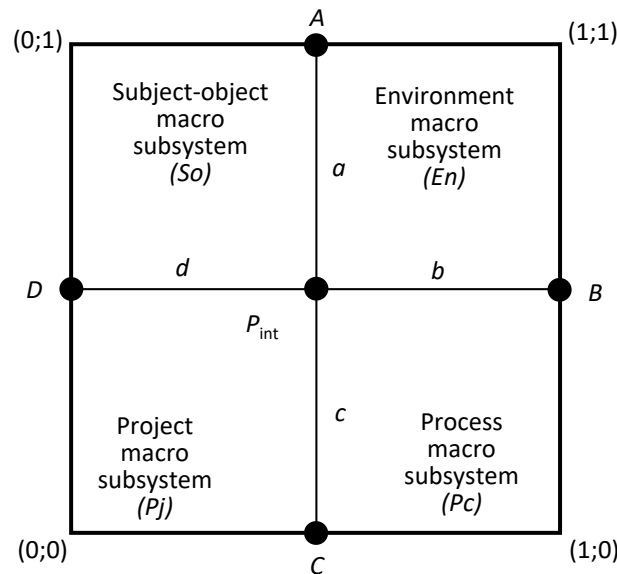 A
(0;1)
(1;1)
Subject-object
macro
subsystem
(So)
Environment
macro
subsystem
(En)
a
d
b
D
B
P_int
c
Project
macro
subsystem
(Pj)
Process
macro
subsystem
(Pc)
(0;0)
(1;0)
C